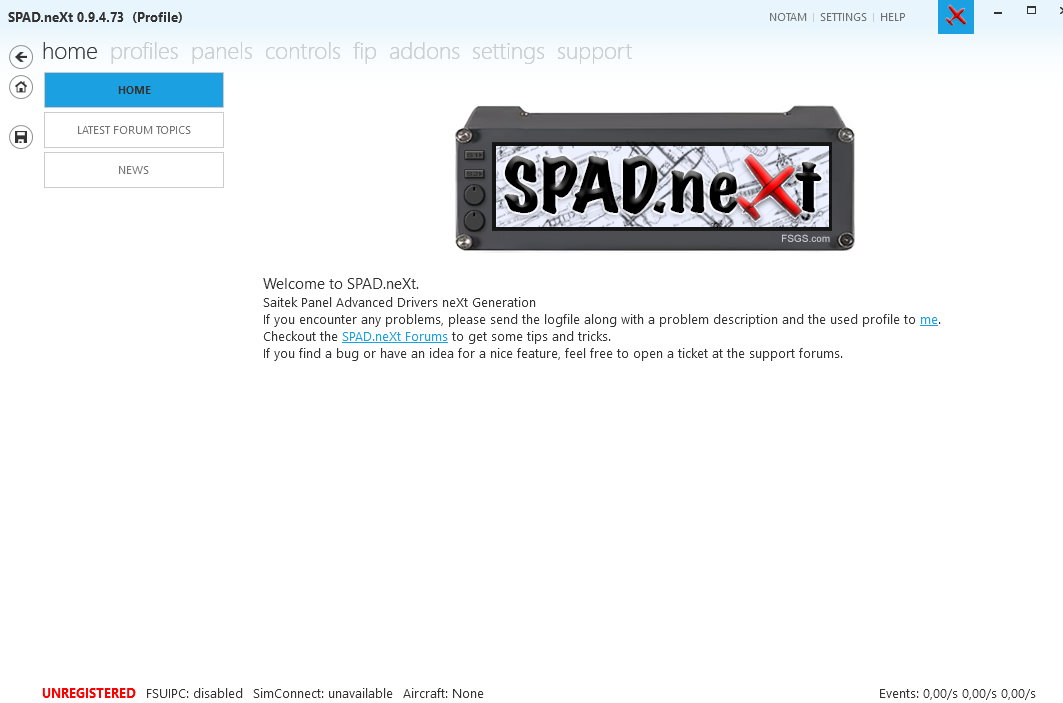 SPAD.neXt 0.9.4.73 (Profile)
NOTAM | SETTINGS | HELP
home profiles panels controls fip addons settings support
HOME
LATEST FORUM TOPICS
NEWS
SPAD.neXt
FSGS.com
Welcome to SPAD.neXt.
Saitek Panel Advanced Drivers neXt Generation
If you encounter any problems, please send the logfile along with a problem description and the used profile to me.
Checkout the SPAD.neXt Forums to get some tips and tricks.
If you find a bug or have an idea for a nice feature, feel free to open a ticket at the support forums.
UNREGISTERED FSUIPC: disabled SimConnect: unavailable Aircraft: None Events: 0,00/s 0,00/s 0,00/s